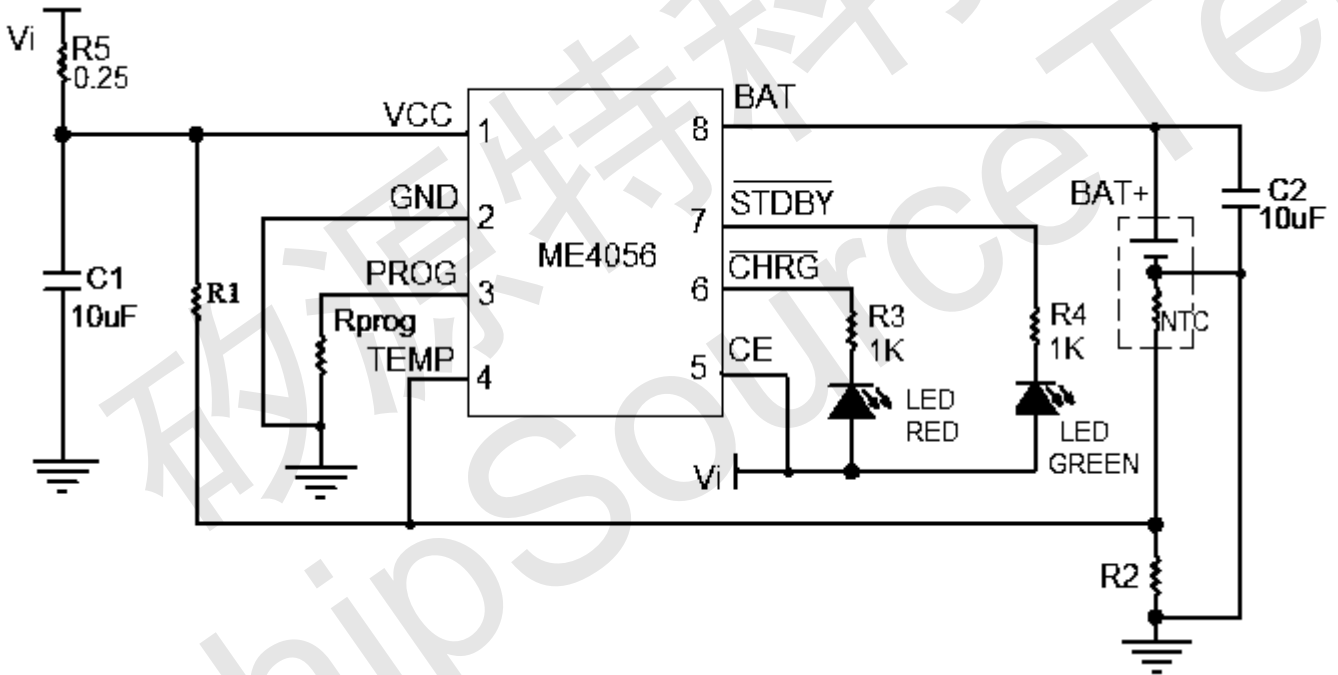 Vi
R5
0.25
VCC
1
GND
2
PROG
3
Rprog
TEMP
4
C1
10uF
R1
ME4056
BAT
8
STDBY
7
CHRG
6
CE
5
R3
1K
R4
1K
LED
RED
LED
GREEN
Vi
BAT+
NTC
C2
10uF
R2
矽源特科
hipSourceTe